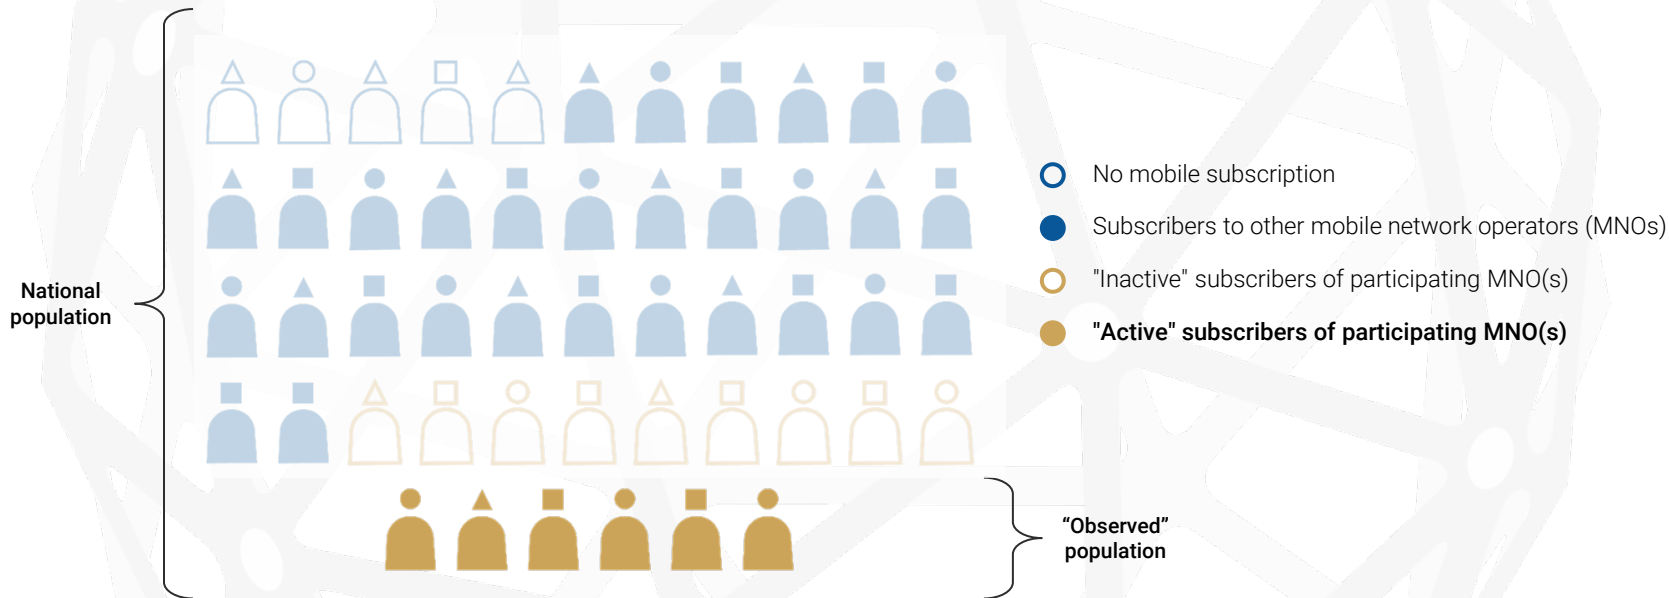 National
population
No mobile subscription
Subscribers to other mobile network operators (MNOs)
"Inactive" subscribers of participating MNO(s)
"Active" subscribers of participating MNO(s)
“Observed”
population